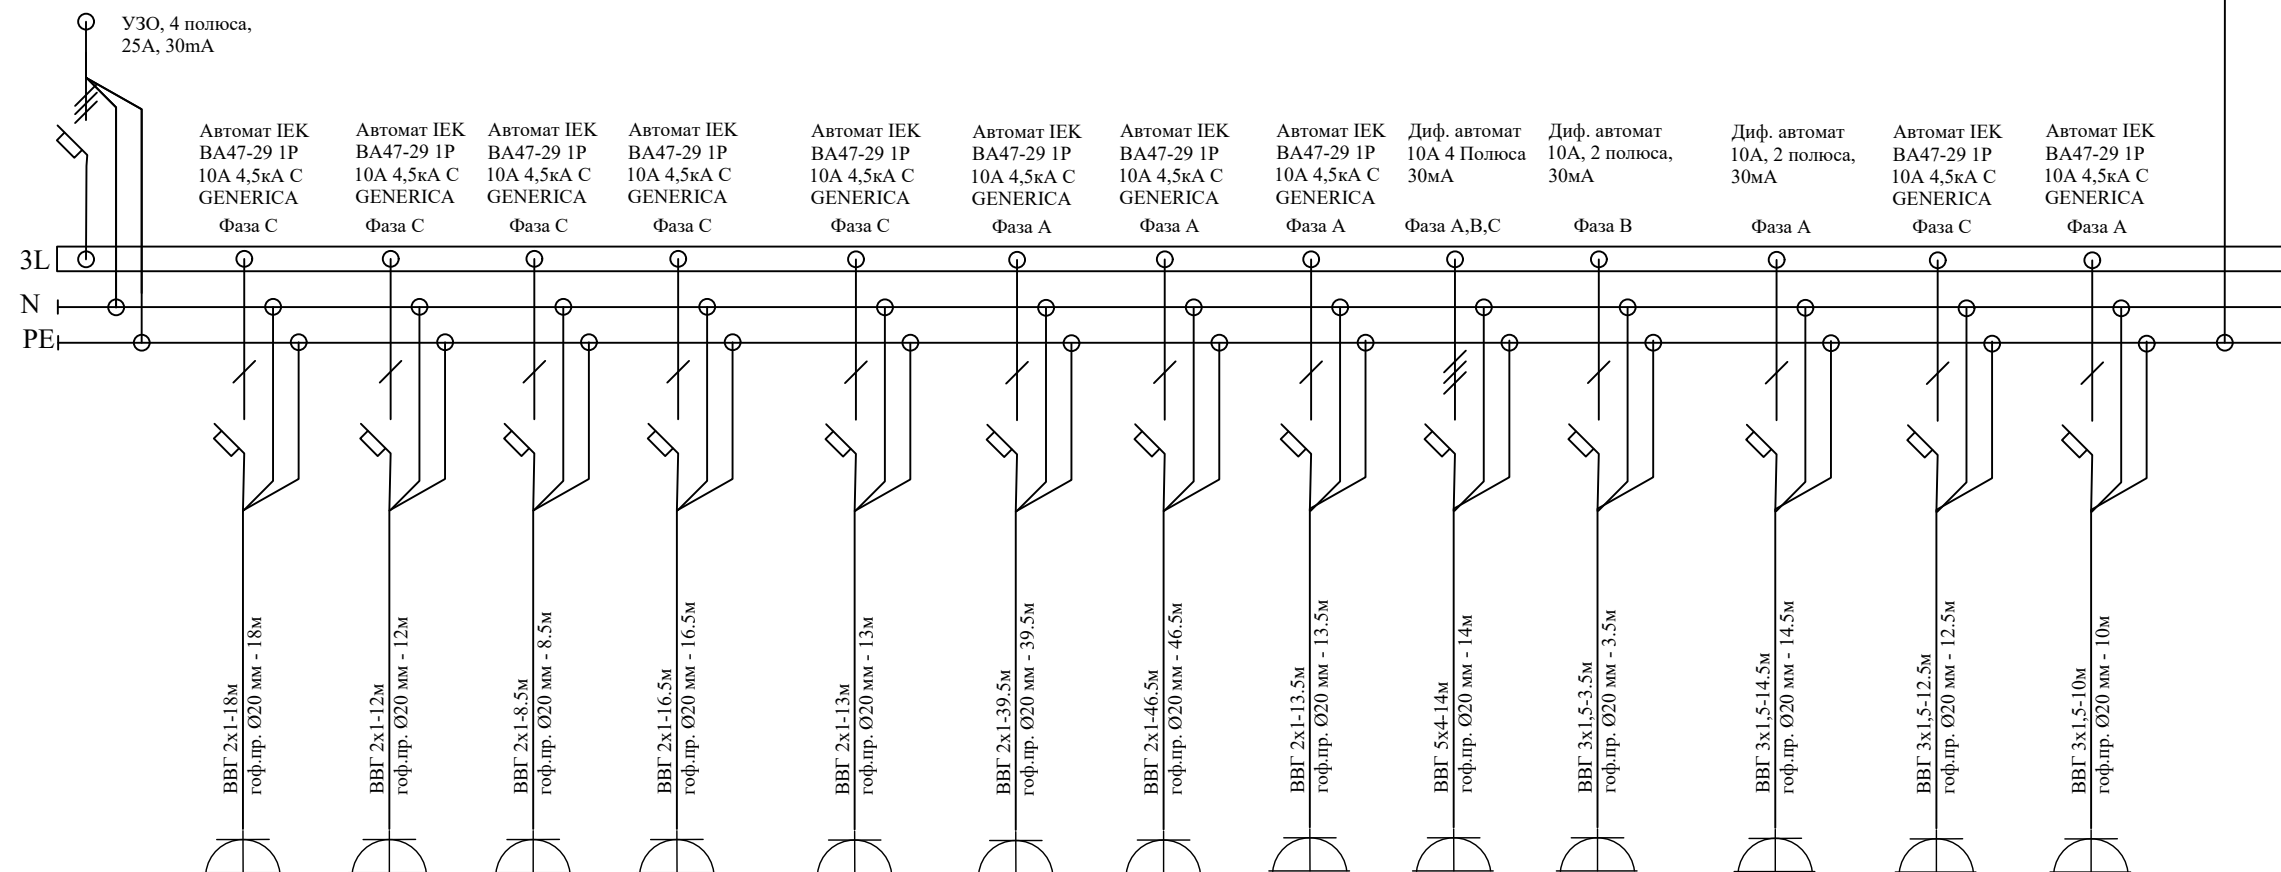 УЗО, 4 полюса,
25А, 30mA
Автомат IEK
ВА47-29 1Р
10А 4,5кА С
GENERICA
Фаза С
Автомат IEK
ВА47-29 1Р
10А 4,5кА С
GENERICA
Фаза С
Автомат IEK
ВА47-29 1Р
10А 4,5кА С
GENERICA
Фаза С
Автомат IEK
ВА47-29 1Р
10А 4,5кА С
GENERICA
Фаза С
Автомат IEK
ВА47-29 1Р
10А 4,5кА С
GENERICA
Фаза С
Автомат IEK
ВА47-29 1Р
10А 4,5кА С
GENERICA
Фаза А
Автомат IEK
ВА47-29 1Р
10А 4,5кА С
GENERICA
Фаза А
Автомат IEK
ВА47-29 1Р
10А 4,5кА С
GENERICA
Фаза А
Диф. автомат
10А 4 Полюса
30мА
Фаза А,В,С
Диф. автомат
10А, 2 полюса,
30мА
Фаза В
Диф. автомат
10А, 2 полюса,
30мА
Фаза А
Автомат IEK
ВА47-29 1Р
10А 4,5кА С
GENERICA
Фаза С
Автомат IEK
ВА47-29 1Р
10А 4,5кА С
GENERICA
Фаза А
3L
N
PE
ВВГ 2х1-18м
гоф.пр. Ø20 мм - 18м
ВВГ 2х1-12м
гоф.пр. Ø20 мм - 12м
ВВГ 2х1-8.5м
гоф.пр. Ø20 мм - 8.5м
ВВГ 2х1-16.5м
гоф.пр. Ø20 мм - 16.5м
ВВГ 2х1-13м
гоф.пр. Ø20 мм - 13м
ВВГ 2х1-39.5м
гоф.пр. Ø20 мм - 39.5м
ВВГ 2х1-46.5м
гоф.пр. Ø20 мм - 46.5м
ВВГ 2х1-13.5м
гоф.пр. Ø20 мм - 13.5м
ВВГ 5х4-14м
гоф.пр. Ø20 мм - 14м
ВВГ 3х1,5-3.5м
гоф.пр. Ø20 мм - 3.5м
ВВГ 3х1,5-14.5м
гоф.пр. Ø20 мм - 14.5м
ВВГ 3х1,5-12.5м
гоф.пр. Ø20 мм - 12.5м
ВВГ 3х1,5-10м
гоф.пр. Ø20 мм - 10м